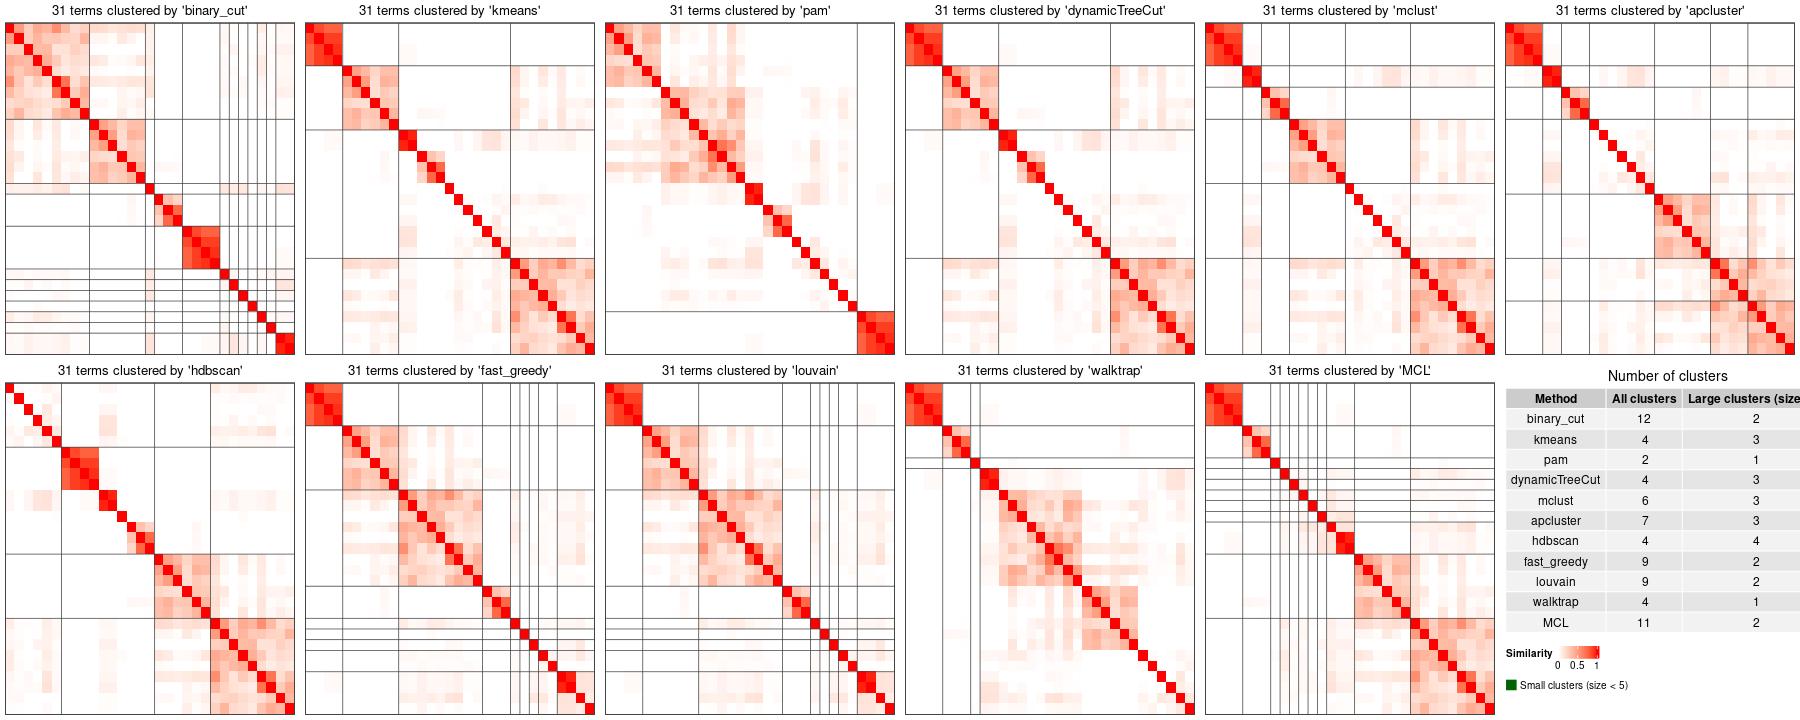 31 terms clustered by 'binary_cut'
31 terms clustered by 'kmeans'
31 terms clustered by 'pam'
31 terms clustered by 'dynamicTreeCut'
31 terms clustered by 'mclust'
31 terms clustered by 'apcluster'
31 terms clustered by 'hdbscan'
31 terms clustered by 'fast_greedy'
31 terms clustered by 'louvain'
31 terms clustered by 'walktrap'
31 terms clustered by 'MCL'
Number of clusters
Method All clusters Large clusters (size
binary_cut 12 2
kmeans 4 3
pam 2 1
dynamicTreeCut 4 3
mclust 6 3
apcluster 7 3
hdbscan 4 4
fast_greedy 9 2
louvain 9 2
walktrap 4 1
MCL 11 2
Similarity
0 0.5 1
Small clusters (size < 5)